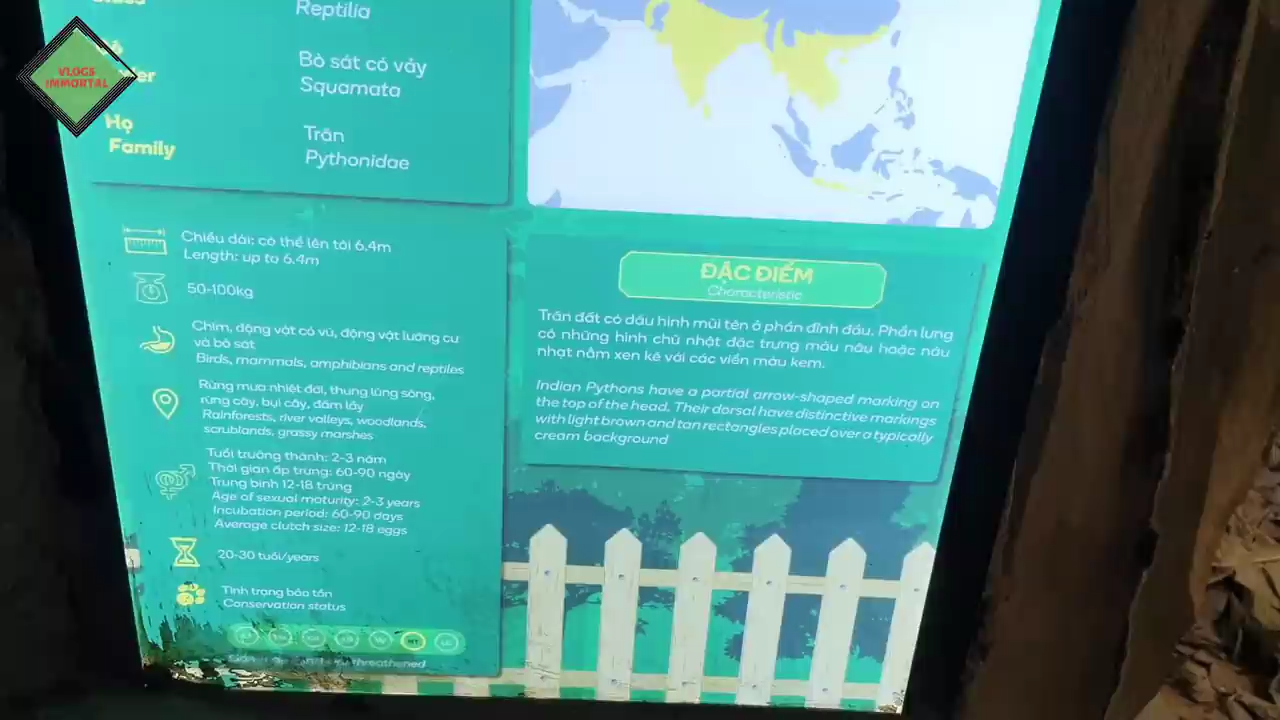 VLOGS
IMMORTAL
Reptilia
Bò sát có vảy
Squamata
Họ
Family
Trăn
Pythonidae
Chiều dài: có thể lên tới 6.4m
Length: up to 6.4m
50-100kg
Chim, động vật có vú, động vật lưỡng cư
và bò sát
Birds, mammals, amphibians and reptiles
Rừng mưa nhiệt đới, thung lũng sông,
rừng cây, bụi cây, đầm lầy
Rainforests, river valleys, woodlands,
scrublands, grassy marshes
Tuổi trưởng thành: 2-3 năm
Thời gian ấp trứng: 60-90 ngày
Trung bình 12-18 trứng
Age of sexual maturity: 2-3 years
Incubation period: 60-90 days
Average clutch size: 12-18 eggs
20-30 tuổi/years
Tình trạng bảo tồn
Conservation status
NT
threathened
ĐẶC ĐIỂM
Characteristic
Trăn đất có dấu hình mũi tên ở phần đỉnh đầu. Phần lưng
có những hình chữ nhật đặc trưng màu nâu hoặc nâu
nhạt nằm xen kẽ với các viền màu kem.
Indian Pythons have a partial arrow-shaped marking on
the top of the head. Their dorsal have distinctive markings
with light brown and tan rectangles placed over a typically
cream background